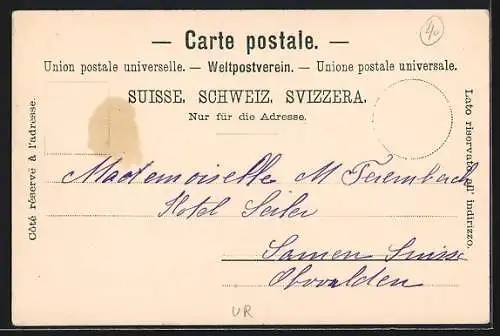 — Carte postale. —
Union postale universelle. — Weltpostverein. — Unione postale universale.
SUISSE. SCHWEIZ. SVIZZERA.
Nur für die Adresse.
Côté réservé à l'adresse.
Lato riservato all' indirizzo.
40
Mademoiselle M
Hotel Seiler
Sarnen Suisse
Obwalden
UR